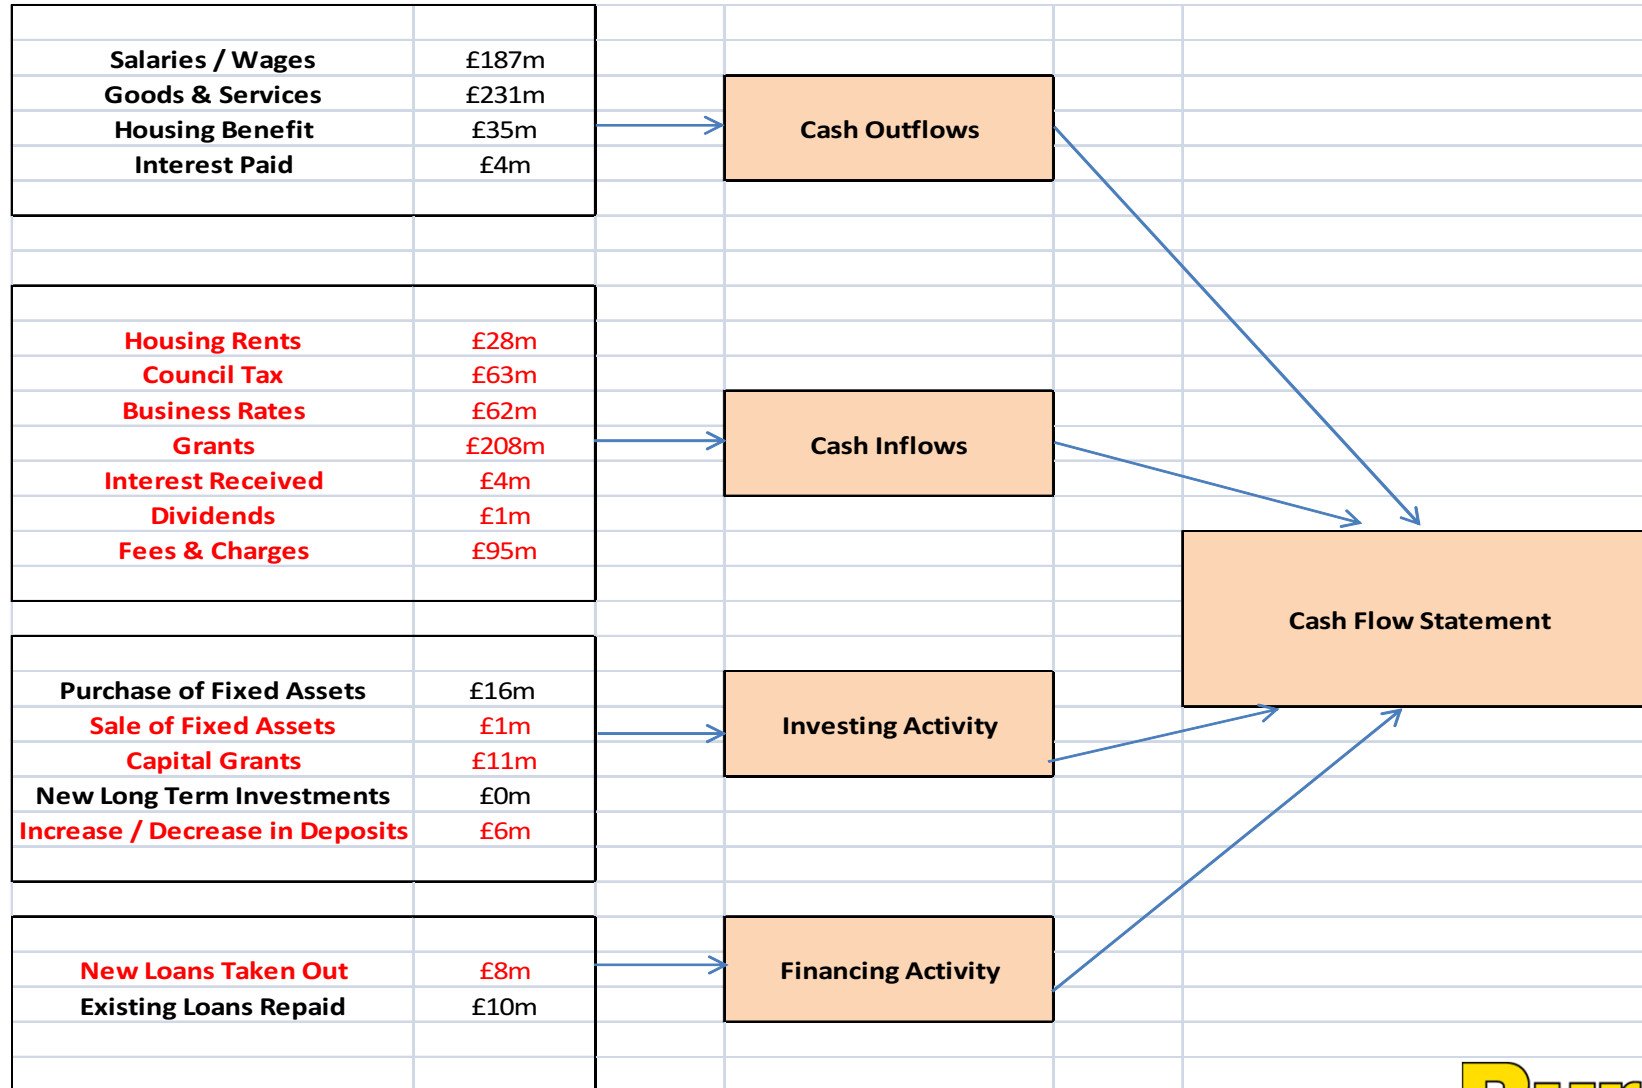 Salaries / Wages £187m
Goods & Services £231m
Housing Benefit £35m
Interest Paid £4m
Cash Outflows
Housing Rents £28m
Council Tax £63m
Business Rates £62m
Grants £208m
Interest Received £4m
Dividends £1m
Fees & Charges £95m
Cash Inflows
Cash Flow Statement
Purchase of Fixed Assets £16m
Sale of Fixed Assets £1m
Capital Grants £11m
New Long Term Investments £0m
Increase / Decrease in Deposits £6m
Investing Activity
New Loans Taken Out £8m
Existing Loans Repaid £10m
Financing Activity